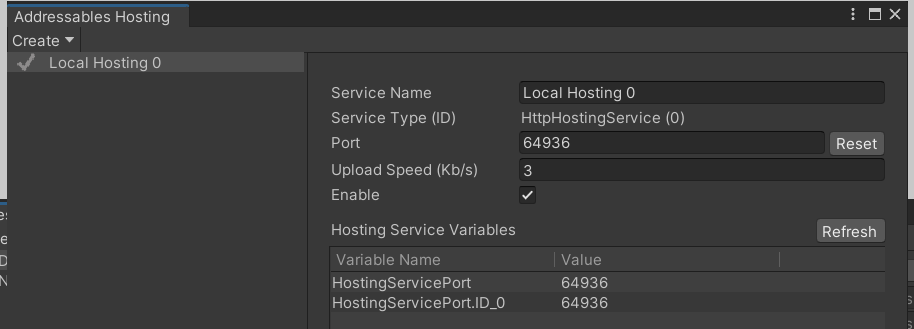 Addressables Hosting
Create
Local Hosting 0
Service Name Local Hosting 0
Service Type (ID) HttpHostingService (0)
Port 64936 Reset
Upload Speed (Kb/s) 3
Enable
Hosting Service Variables Refresh
Variable Name Value
HostingServicePort 64936
HostingServicePort.ID_0 64936